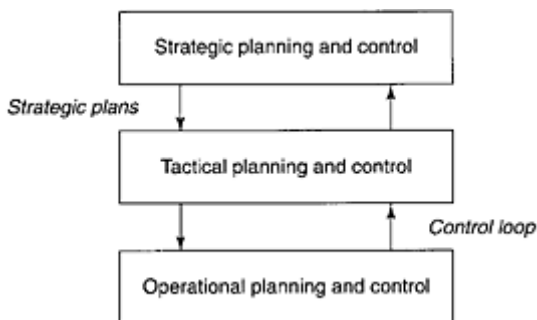 Strategic planning and control
Strategic plans
Tactical planning and control
Control loop
Operational planning and control